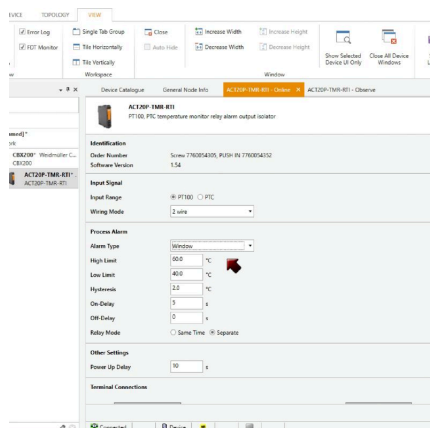 EVICE TOPOLOGY VIEW
Error Log
FGT Monitor
Single Tab Group
Tile Horizontally
Tile Vertically
Close
Auto Hide
Increase Width
Decrease Width
Increase Height
Decrease Height
Show Selected
Device UI Only
Close All Device
Windows
Workspace
Window
Device Catalogue General Node Info ACT20P-TMR-RTI - Online ACT20P-TMR-RTI - Observe
ACT20P-TMR-RTI
PT100, PTC temperature monitor relay alarm output isolator
CBX200* Weidmüller C...
CBX200
ACT20P-TMR-RTI*
ACT20P-TMR-RTI
Identification
Order Number Screw 7760054305, PUSH IN 7760054352
Software Version 1.54
Input Signal
Input Range PT100 PTC
Wiring Mode 2 wire
Process Alarm
Alarm Type Window
High Limit 60.0 °C
Low Limit 40.0 °C
Hysteresis 2.0 °C
On-Delay 5 s
Off-Delay 0 s
Relay Mode Same Time Separate
Other Settings
Power Up Delay 10 s
Terminal Connections
Connected Device